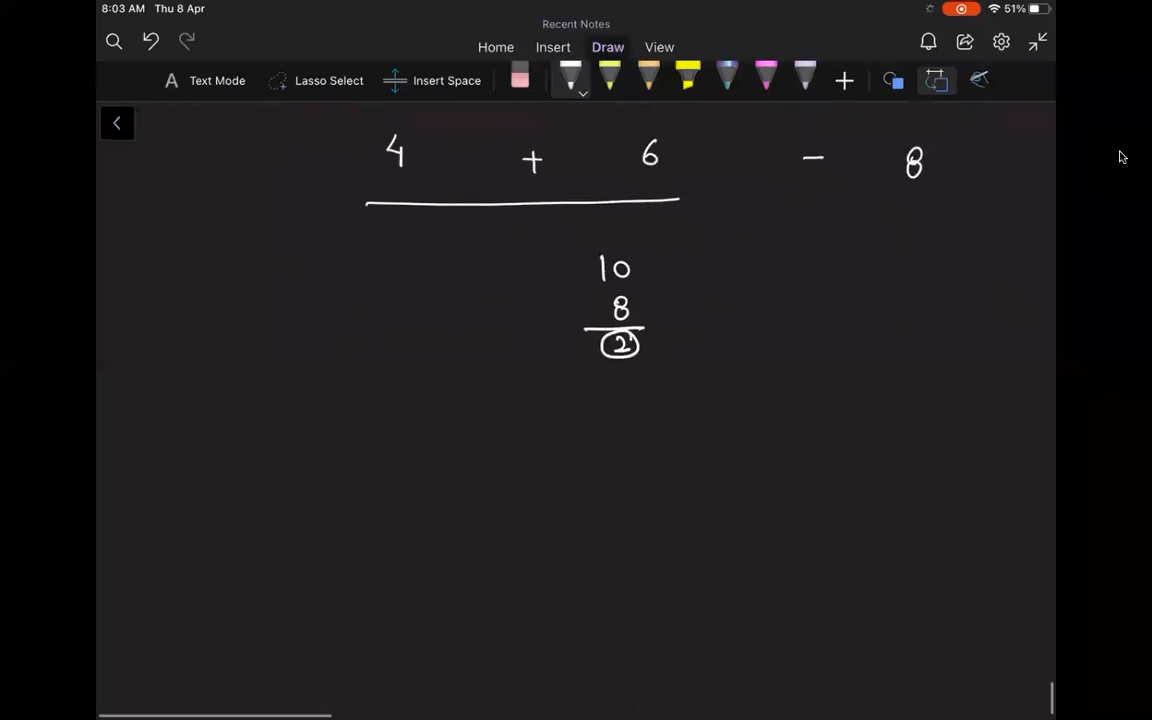 8:03 AM Thu 8 Apr 51%
Recent Notes
Home Insert Draw View
Text Mode Lasso Select Insert Space
4 + 6 - 8
10
8
2